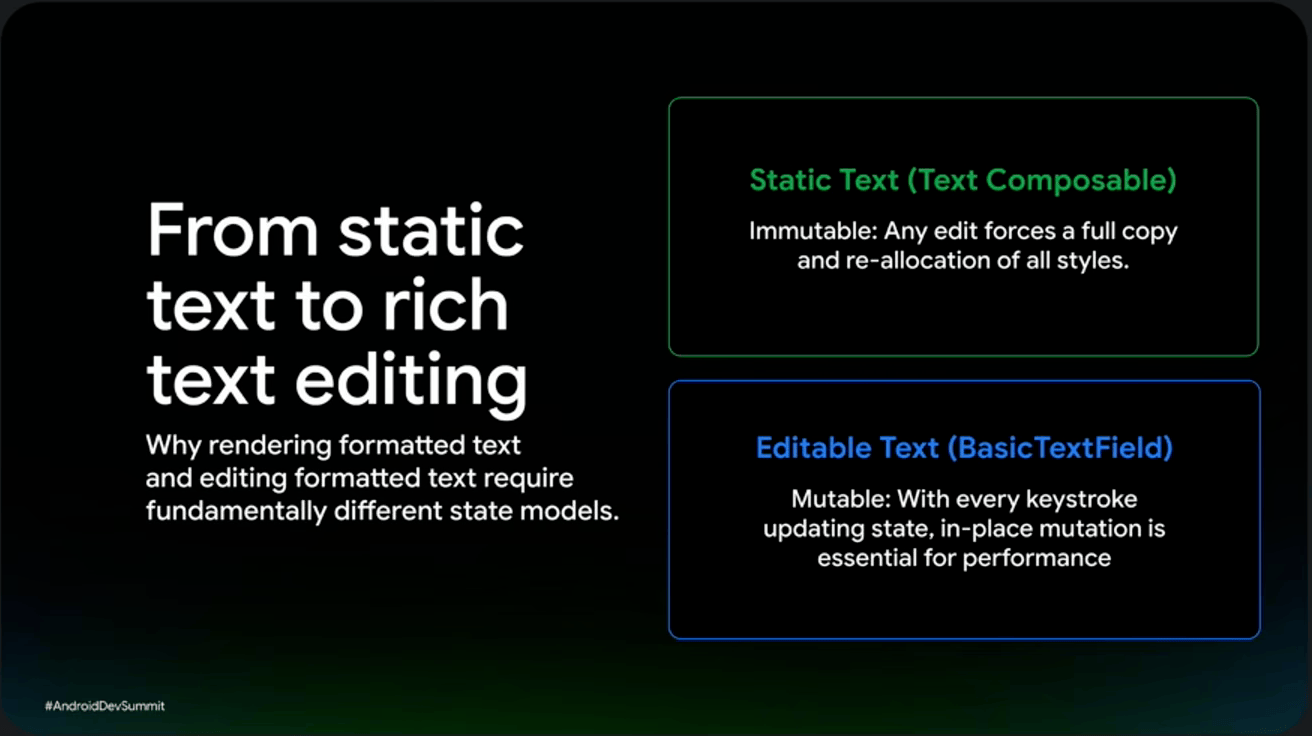 From static
text to rich
text editing
Why rendering formatted text
and editing formatted text require
fundamentally different state models.
Static Text (Text Composable)
Immutable: Any edit forces a full copy
and re-allocation of all styles.
Editable Text (BasicTextField)
Mutable: With every keystroke
updating state, in-place mutation is
essential for performance
#AndroidDevSummit